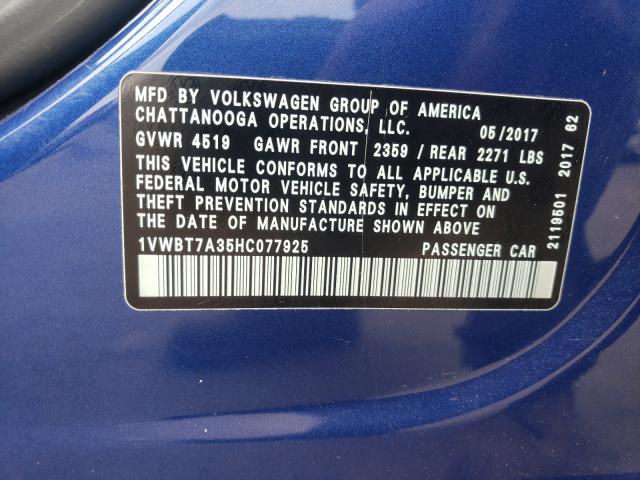 MFD BY VOLKSWAGEN GROUP OF AMERICA
CHATTANOOGA OPERATIONS, LLC. 05/2017
GVWR 4519 GAWR FRONT 2359 / REAR 2271 LBS
THIS VEHICLE CONFORMS TO ALL APPLICABLE U.S.
FEDERAL MOTOR VEHICLE SAFETY, BUMPER AND
THEFT PREVENTION STANDARDS IN EFFECT ON
THE DATE OF MANUFACTURE SHOWN ABOVE
1VWBT7A35HC077925 PASSENGER CAR
2119501 2017 62